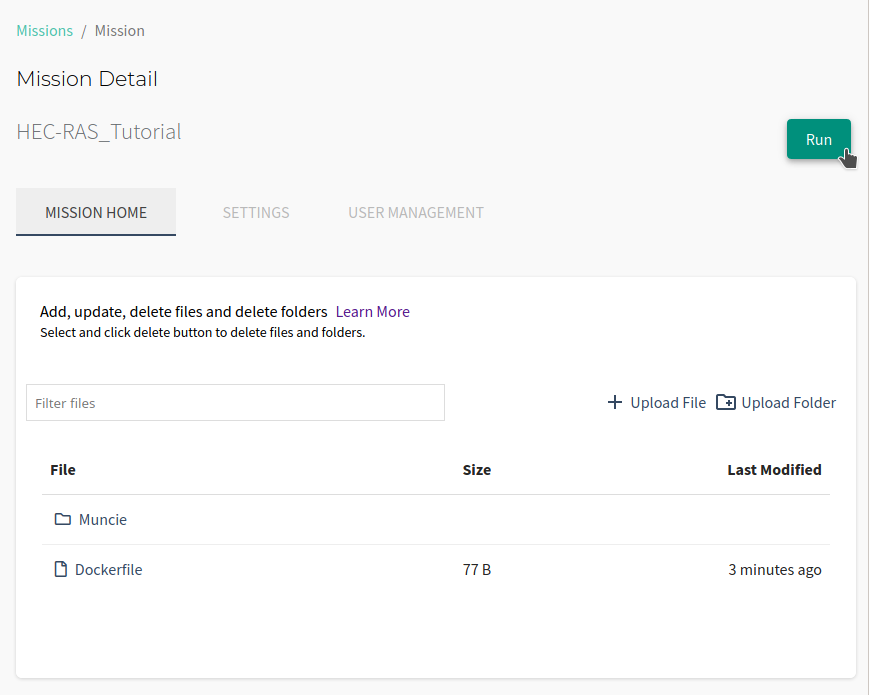 Missions / Mission
Mission Detail
HEC-RAS_Tutorial
Run
MISSION HOME SETTINGS USER MANAGEMENT
Add, update, delete files and delete folders Learn More
Select and click delete button to delete files and folders.
Filter files Upload File Upload Folder
File Size Last Modified
Muncie
Dockerfile 77 B 3 minutes ago